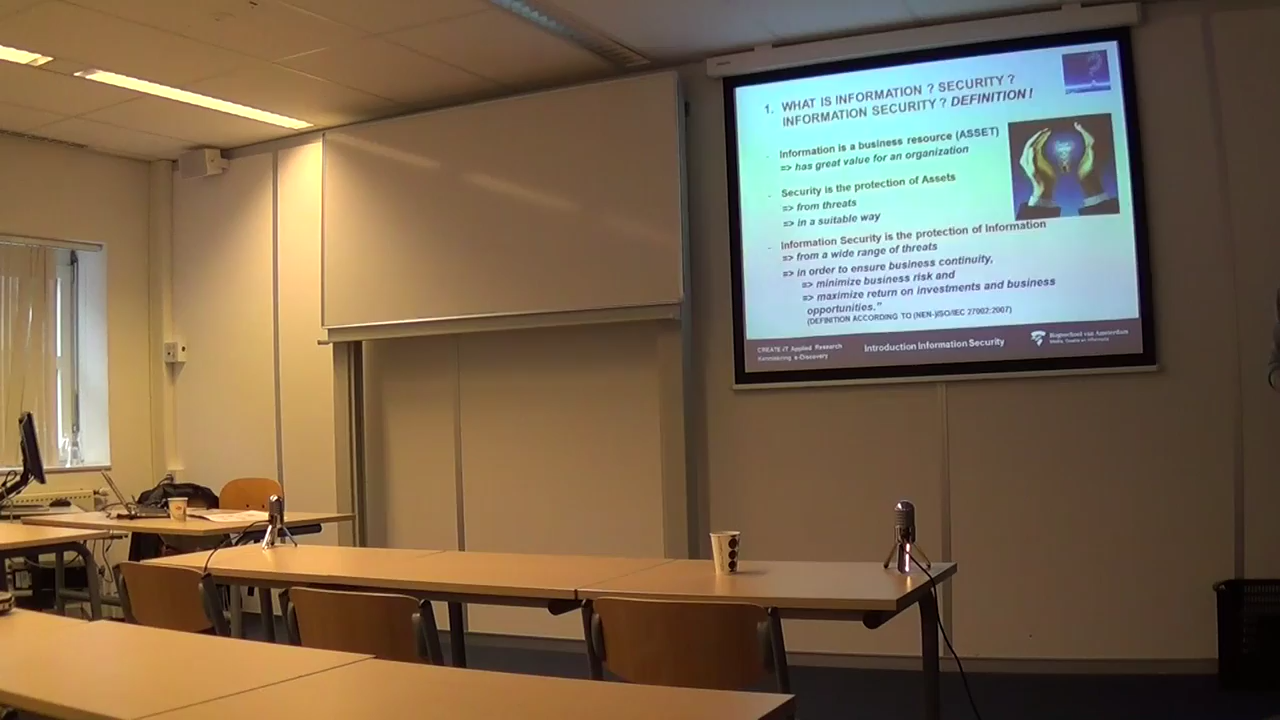 1. WHAT IS INFORMATION ? SECURITY ?
INFORMATION SECURITY ? DEFINITION !
- Information is a business resource (ASSET)
=> has great value for an organization
- Security is the protection of Assets
=> from threats
=> in a suitable way
- Information Security is the protection of Information
=> from a wide range of threats
=> in order to ensure business continuity,
=> minimize business risk and
=> maximize return on investments and business
opportunities."
(DEFINITION ACCORDING TO (NEN-)ISO/IEC 27002:2007)
CREATE-IT Applied Research
e-Discovery
Introduction Information Security
Hogeschool van Amsterdam